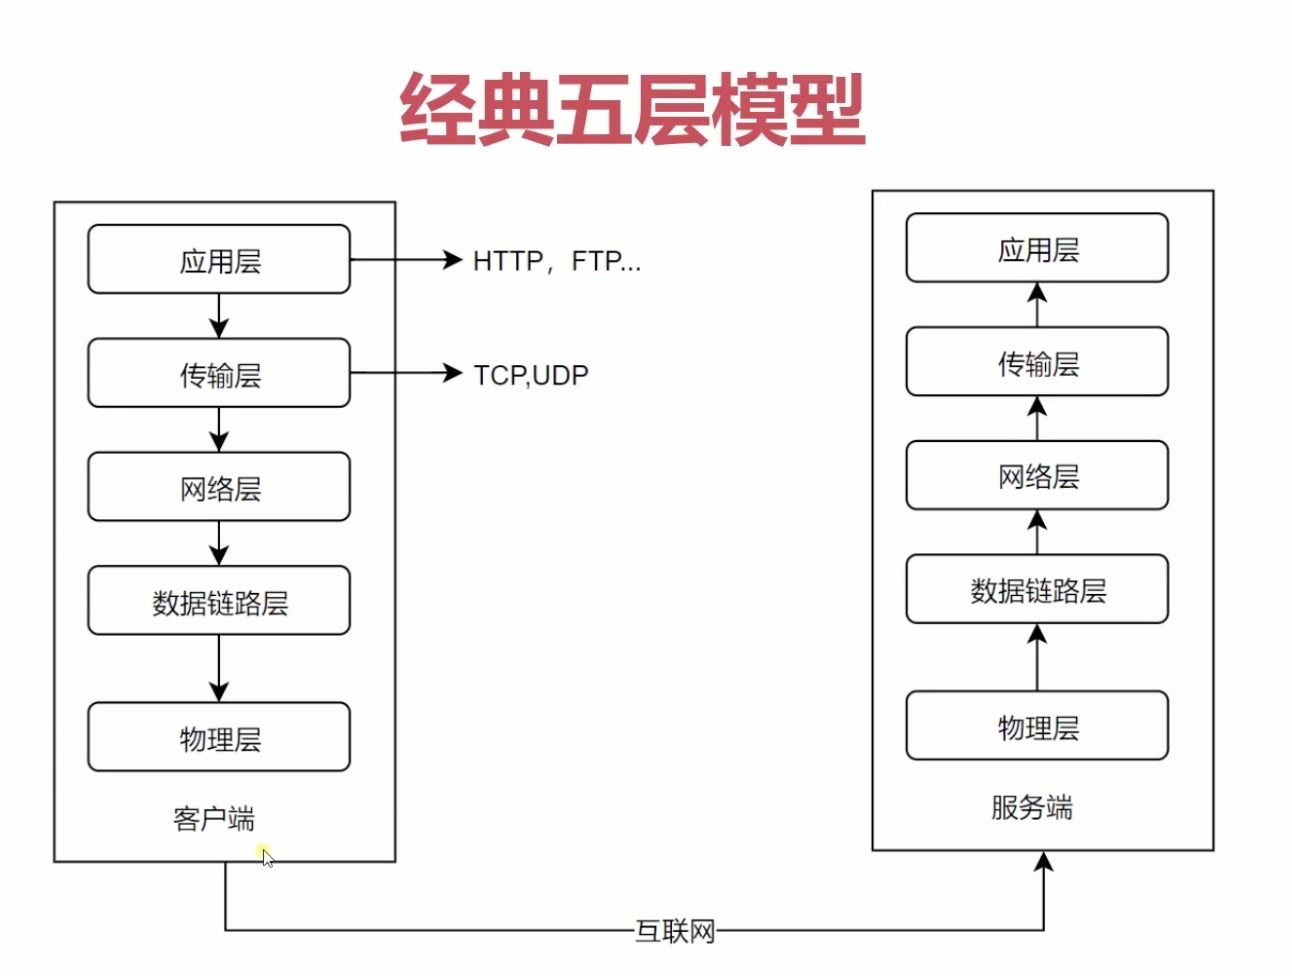 经典五层模型
应用层
HTTP，FTP...
传输层
TCP,UDP
网络层
数据链路层
物理层
客户端
应用层
传输层
网络层
数据链路层
物理层
服务端
互联网